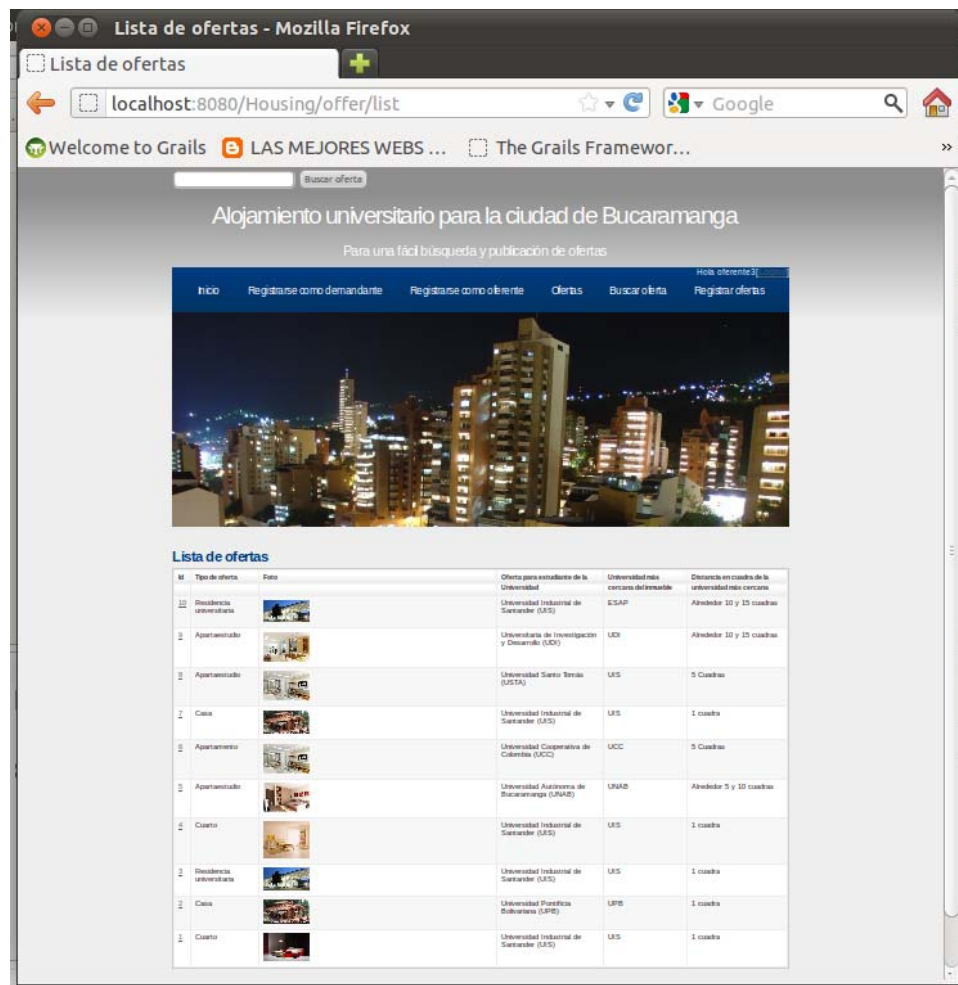 Lista de ofertas - Mozilla Firefox
Lista de ofertas
localhost:8080/Housing/offer/list
Google
Welcome to Grails
LAS MEJORES WEBS ...
The Grails Framewor...
»
Buscar oferta
Alojamiento universitario para la ciudad de Bucaramanga
Para una fácil búsqueda y publicación de ofertas
Hola oferente3[
Inicio Registrarse como demandante Registrarse como oferente Ofertas Buscar oferta Registrar ofertas
Lista de ofertas
Id Tipo de oferta Foto Oferta para estudiante de la Universidad Universidad más cercana del inmueble Distancia en cuadra de la universidad más cercana
10 Residencia universitaria Universidad Industrial de Santander (UIS) ESAP Alrededor 10 y 15 cuadras
9 Apartaestudio Universitaria de Investigación y Desarrollo (UDI) UDI Alrededor 10 y 15 cuadras
8 Apartaestudio Universidad Santo Tomás (USTA) UIS 5 Cuadras
7 Casa Universidad Industrial de Santander (UIS) UIS 1 cuadra
6 Apartamento Universidad Cooperativa de Colombia (UCC) UCC 5 Cuadras
5 Apartaestudio Universidad Autónoma de Bucaramanga (UNAB) UNAB Alrededor 5 y 10 cuadras
4 Cuarto Universidad Industrial de Santander (UIS) UIS 1 cuadra
3 Residencia universitaria Universidad Industrial de Santander (UIS) UIS 1 cuadra
2 Casa Universidad Pontificia Bolivariana (UPB) UPB 1 cuadra
1 Cuarto Universidad Industrial de Santander (UIS) UIS 1 cuadra